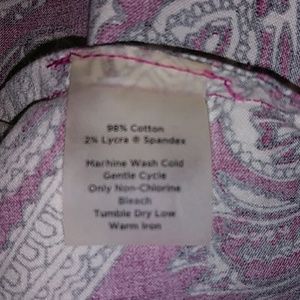 98% Cotton
2% Lycra ® Spandex
Machine Wash Cold
Gentle Cycle
Only Non-Chlorine
Bleach
Tumble Dry Low
Warm Iron